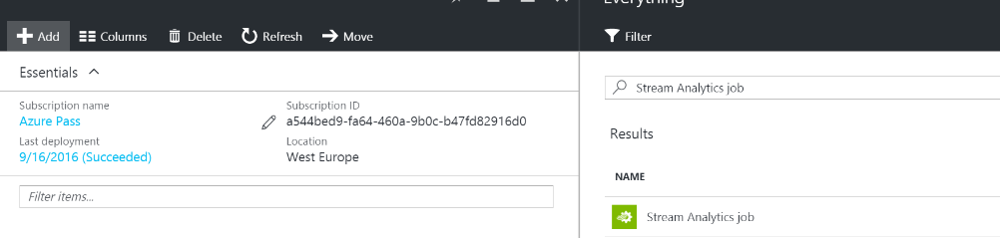 Everything
Add Columns Delete Refresh Move
Filter
Essentials
Subscription name
Azure Pass
Subscription ID
a544bed9-fa64-460a-9b0c-b47fd82916d0
Last deployment
9/16/2016 (Succeeded)
Location
West Europe
Filter items...
Stream Analytics job
Results
NAME
Stream Analytics job